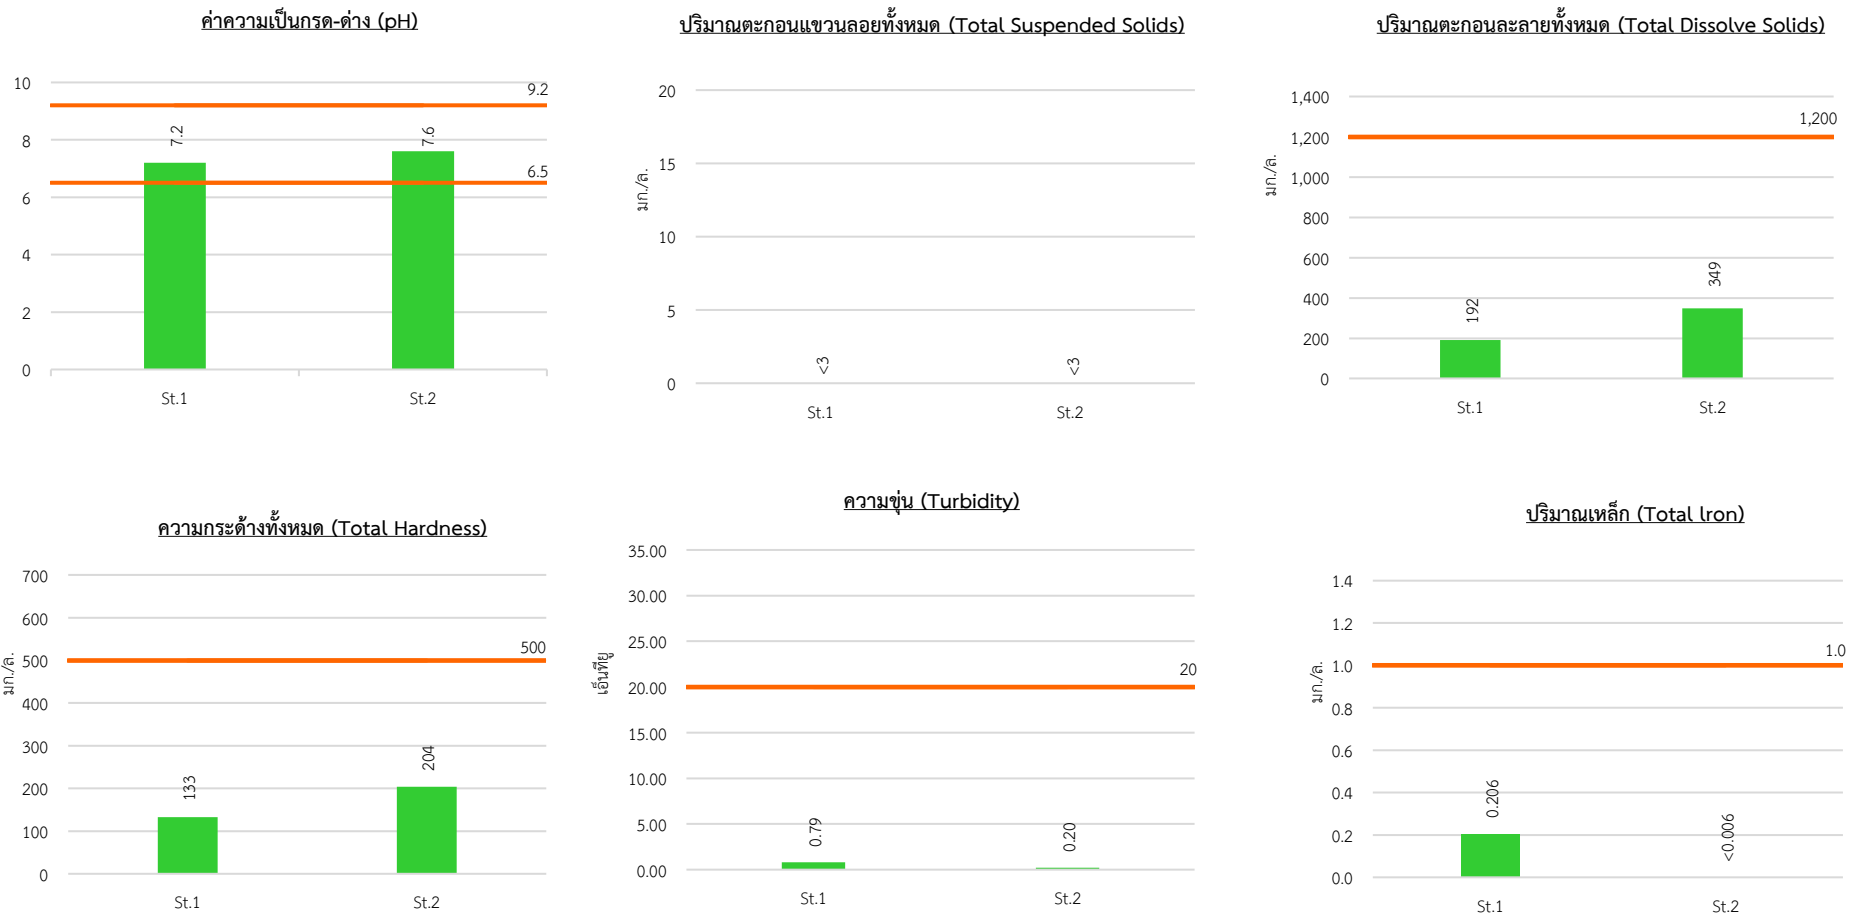 ค่าความเป็นกรด-ด่าง (pH)
10
8
6
4
2
0
9.2
6.5
7.2
7.6
St.1
St.2
ปริมาณตะกอนแขวนลอยทั้งหมด (Total Suspended Solids)
มก./ล.
20
15
10
5
0
<3
<3
St.1
St.2
ปริมาณตะกอนละลายทั้งหมด (Total Dissolve Solids)
มก./ล.
1,400
1,200
1,000
800
600
400
200
0
1,200
192
349
St.1
St.2
ความกระด้างทั้งหมด (Total Hardness)
มก./ล.
700
600
500
400
300
200
100
0
500
133
204
St.1
St.2
ความขุ่น (Turbidity)
เอ็นทียู
35.00
30.00
25.00
20.00
15.00
10.00
5.00
0.00
20
0.79
0.20
St.1
St.2
ปริมาณเหล็ก (Total lron)
มก./ล.
1.4
1.2
1.0
0.8
0.6
0.4
0.2
0.0
1.0
0.206
<0.006
St.1
St.2